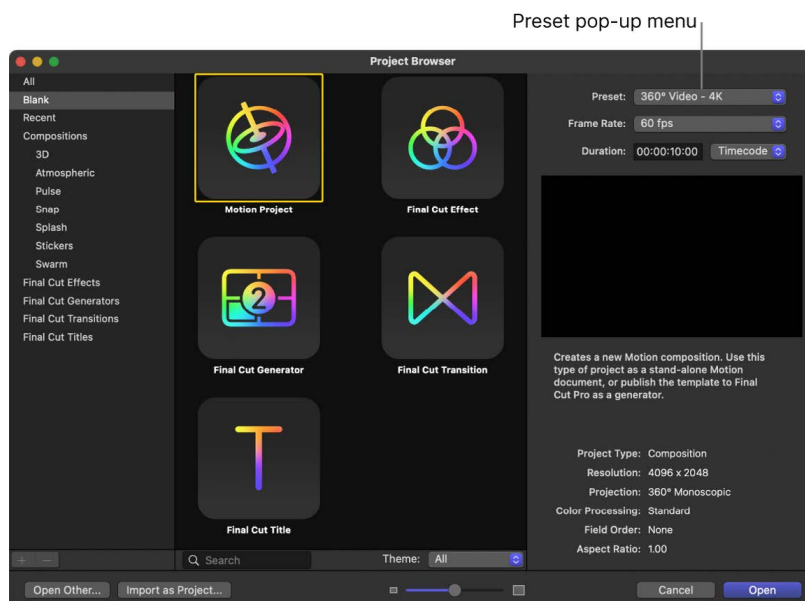 Preset pop-up menu
Project Browser
All
Blank
Recent
Compositions
3D
Atmospheric
Pulse
Snap
Splash
Stickers
Swarm
Final Cut Effects
Final Cut Generators
Final Cut Transitions
Final Cut Titles
Motion Project
Final Cut Effect
2
Final Cut Generator
Final Cut Transition
T
Final Cut Title
Search
Theme: All
Preset: 360° Video - 4K
Frame Rate: 60 fps
Duration: 00:00:10:00 Timecode
Creates a new Motion composition. Use this
type of project as a stand-alone Motion
document, or publish the template to Final
Cut Pro as a generator.
Project Type: Composition
Resolution: 4096 x 2048
Projection: 360° Monoscopic
Color Processing: Standard
Field Order: None
Aspect Ratio: 1.00
Open Other... Import as Project...
Cancel Open